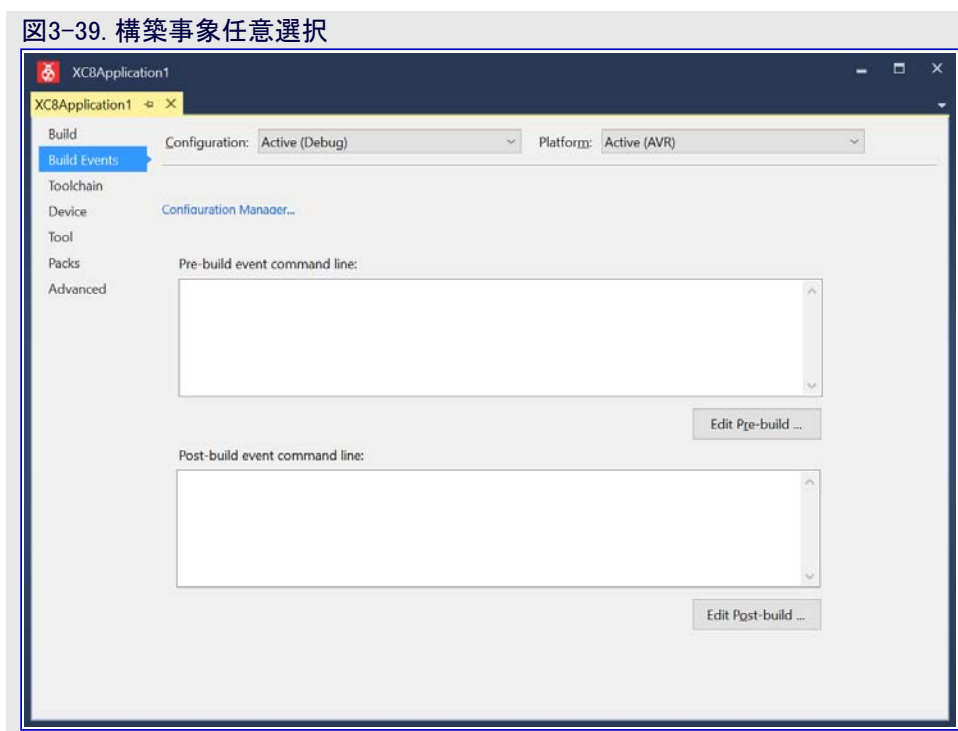 図3-39. 構築事象任意選択
XC8Application1
XC8Application1
Build
Build Events
Toolchain
Device
Tool
Packs
Advanced
Configuration: Active (Debug) Platform: Active (AVR)
Configuration Manager...
Pre-build event command line:
Edit Pre-build ...
Post-build event command line:
Edit Post-build ...